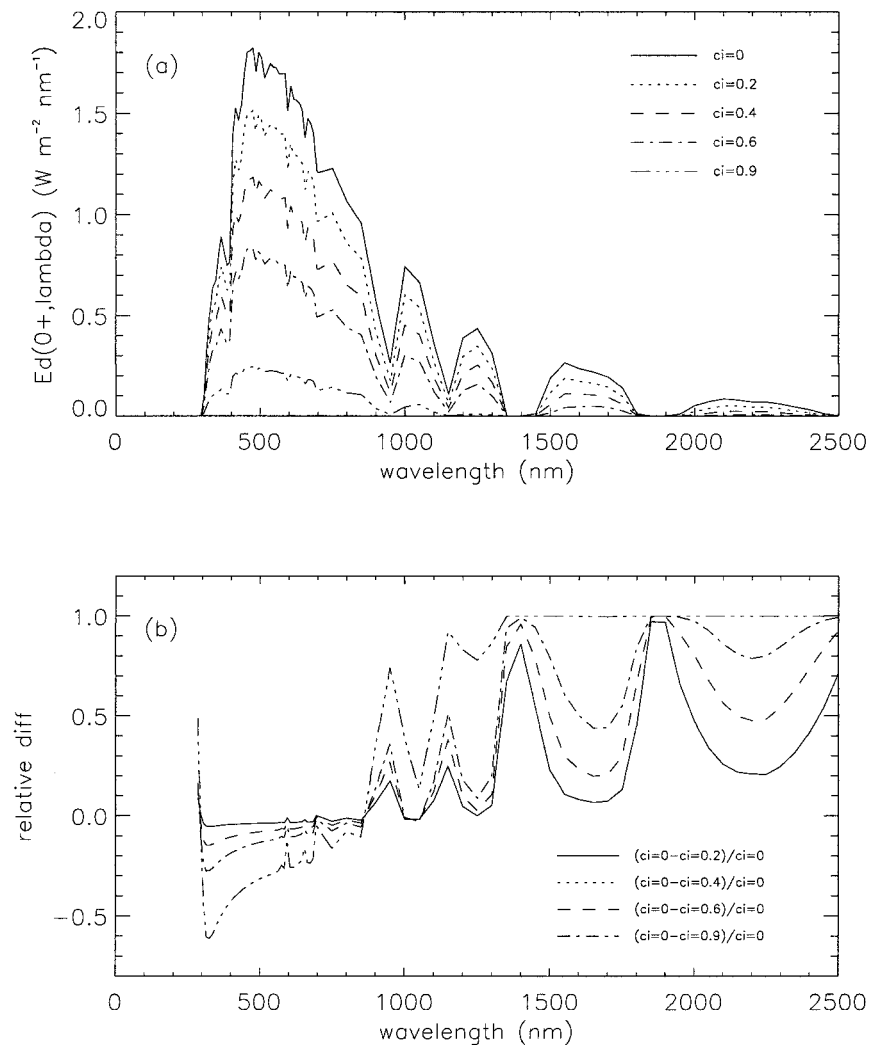 (a)
2.0
1.5
1.0
0.5
0.0
Ed(0+,lambda) (W m⁻² nm⁻¹)
ci=0
ci=0.2
ci=0.4
ci=0.6
ci=0.9
0 500 1000 1500 2000 2500
wavelength (nm)
(b)
1.0
0.5
0.0
−0.5
relative diff
(ci=0−ci=0.2)/ci=0
(ci=0−ci=0.4)/ci=0
(ci=0−ci=0.6)/ci=0
(ci=0−ci=0.9)/ci=0
0 500 1000 1500 2000 2500
wavelength (nm)